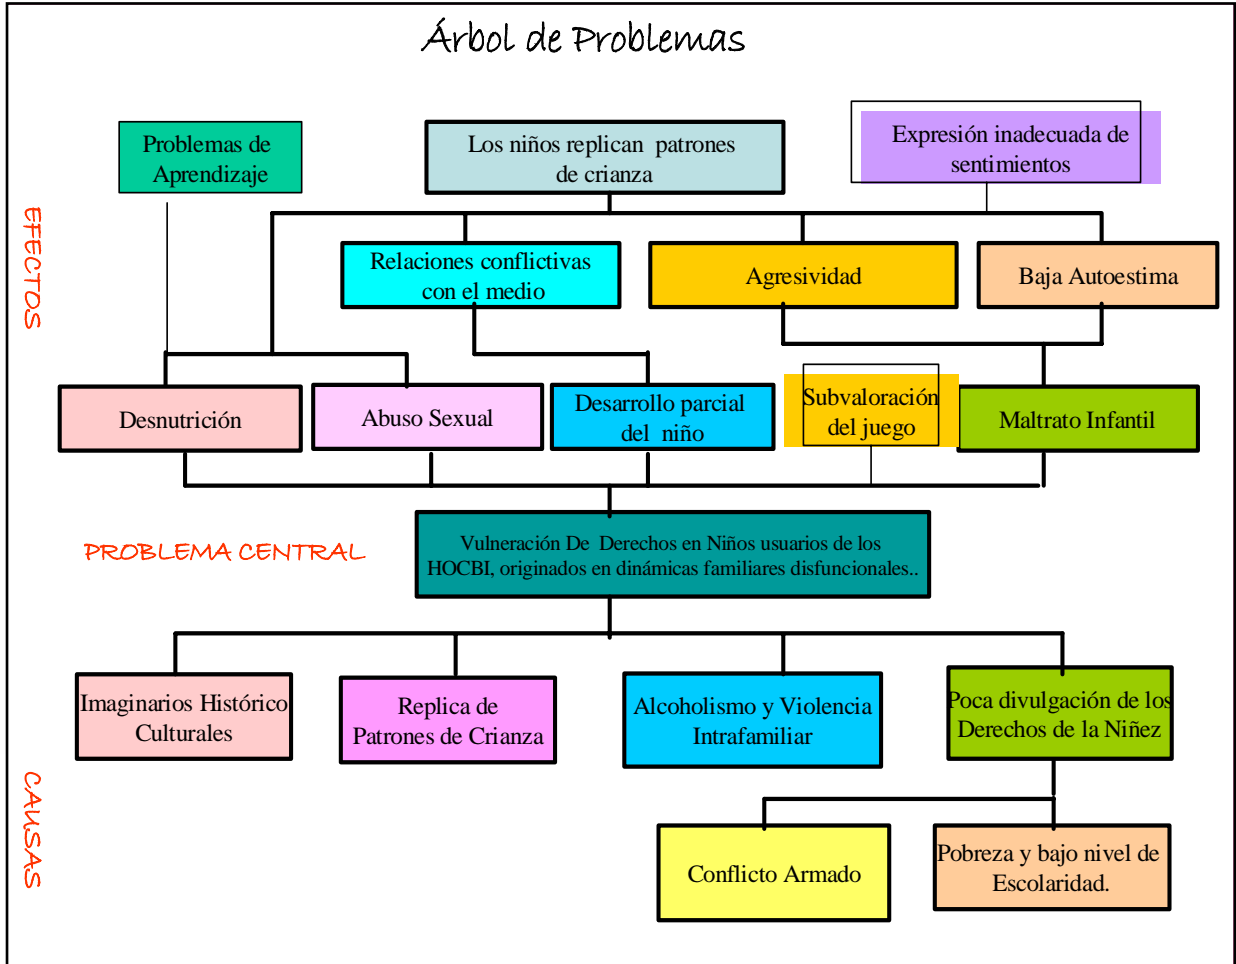 Árbol de Problemas
Problemas de
Aprendizaje
Los niños replican patrones
de crianza
Expresión inadecuada de
sentimientos
EFECTOS
Relaciones conflictivas
con el medio
Agresividad
Baja Autoestima
Desnutrición
Abuso Sexual
Desarrollo parcial
del niño
Subvaloración
del juego
Maltrato Infantil
PROBLEMA CENTRAL
Vulneración De Derechos en Niños usuarios de los
HOCBI, originados en dinámicas familiares disfuncionales..
Imaginarios Histórico
Culturales
Replica de
Patrones de Crianza
Alcoholismo y Violencia
Intrafamiliar
Poca divulgación de los
Derechos de la Niñez
CAUSAS
Conflicto Armado
Pobreza y bajo nivel de
Escolaridad.